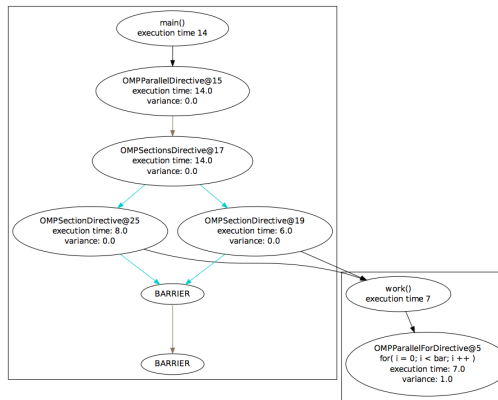 main()
execution time 14
OMPParallelDirective@15
execution time: 14.0
variance: 0.0
OMPSectionsDirective@17
execution time: 14.0
variance: 0.0
OMPSectionDirective@25
execution time: 8.0
variance: 0.0
OMPSectionDirective@19
execution time: 6.0
variance: 0.0
BARRIER
work()
execution time 7
BARRIER
OMPParallelForDirective@5
for( i = 0; i < bar; i ++ )
execution time: 7.0
variance: 1.0